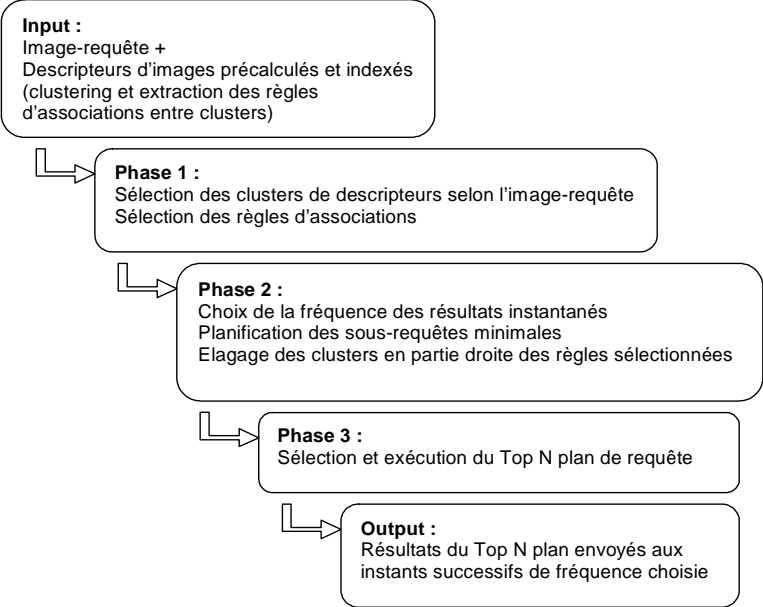 Input :
Image-requête +
Descripteurs d'images précalculés et indexés
(clustering et extraction des règles
d'associations entre clusters)
Phase 1 :
Sélection des clusters de descripteurs selon l'image-requête
Sélection des règles d'associations
Phase 2 :
Choix de la fréquence des résultats instantanés
Planification des sous-requêtes minimales
Elagage des clusters en partie droite des règles sélectionnées
Phase 3 :
Sélection et exécution du Top N plan de requête
Output :
Résultats du Top N plan envoyés aux
instants successifs de fréquence choisie